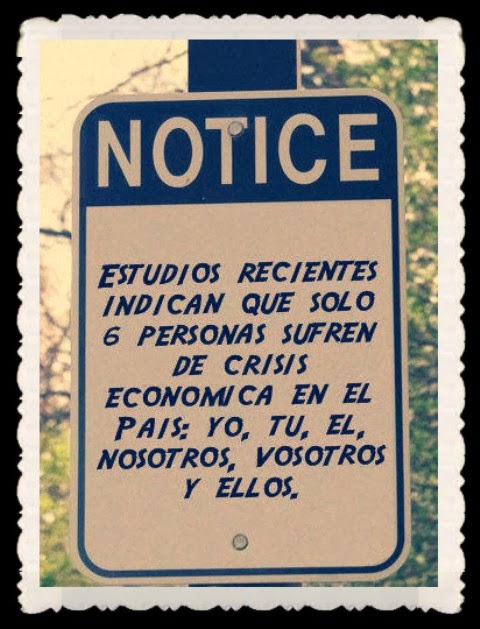 NOTICE
ESTUDIOS RECIENTES
INDICAN QUE SOLO
6 PERSONAS SUFREN
DE CRISIS
ECONOMICA EN EL
PAIS: YO, TU, EL,
NOSOTROS, VOSOTROS
Y ELLOS.